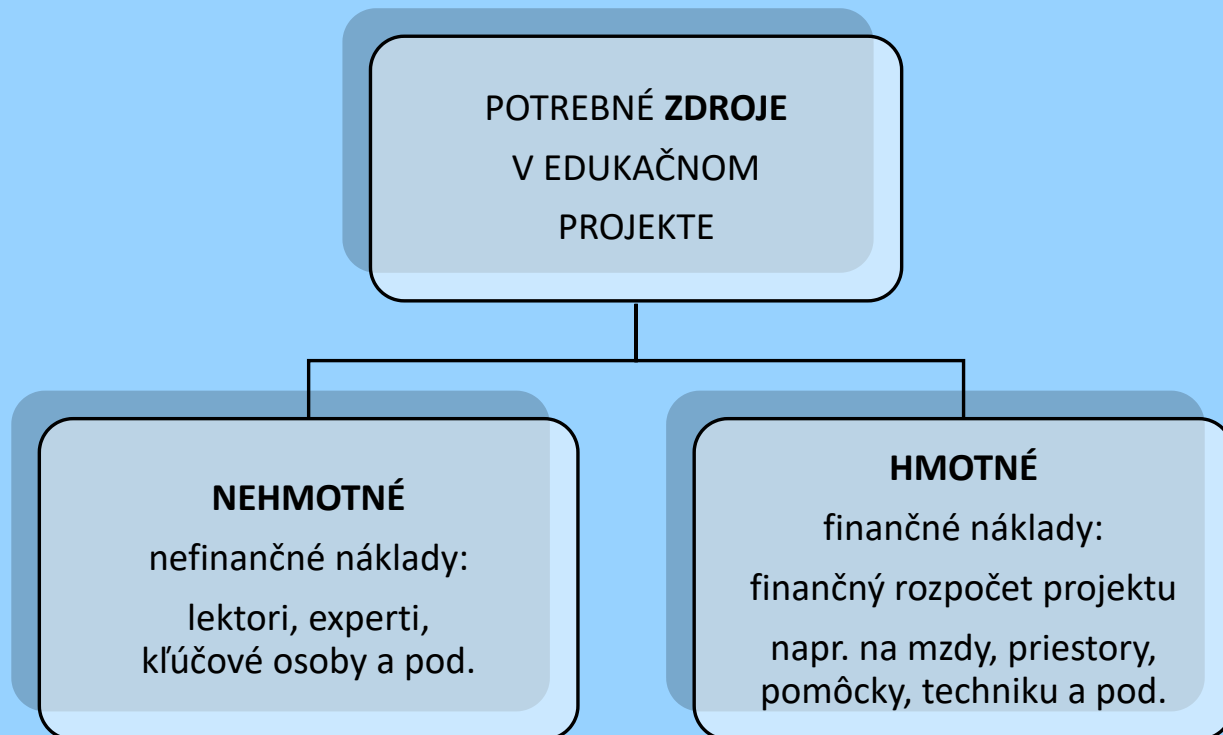 POTREBNÉ ZDROJE
V EDUKAČNOM
PROJEKTE
NEHMOTNÉ
nefinančné náklady:
lektori, experti,
kľúčové osoby a pod.
HMOTNÉ
finančné náklady:
finančný rozpočet projektu
napr. na mzdy, priestory,
pomôcky, techniku a pod.